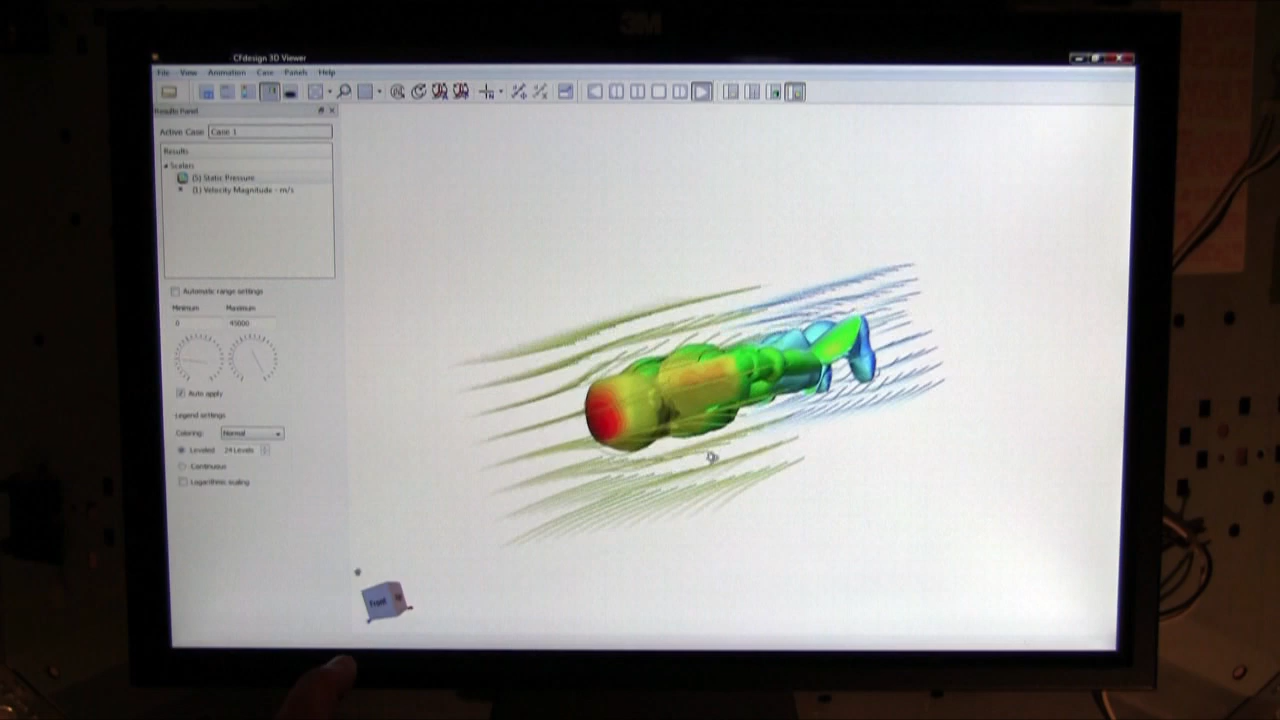 3M
CFdesign 3D Viewer
File View Animation Case Panels Help
Results Panel
Active Case Case 1
Results
Scalars
(S) Static Pressure
(L) Velocity Magnitude - m/s
Automatic range settings
Minimum Maximum
0 45000
Auto apply
Legend settings
Coloring: Normal
Leveled 24 Levels
Continuous
Logarithmic scaling
Front